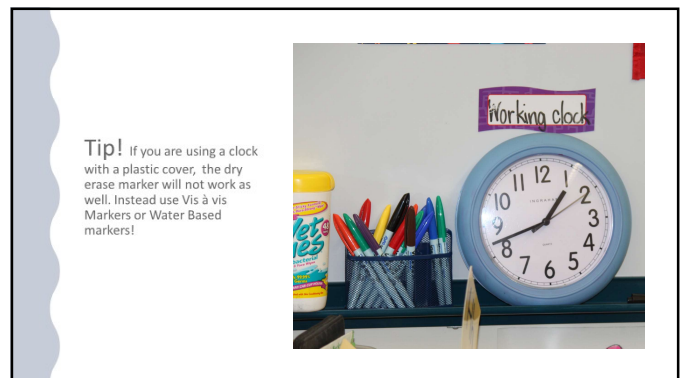 Tip! If you are using a clock
with a plastic cover, the dry
erase marker will not work as
well. Instead use Vis à vis
Markers or Water Based
markers!
Working clock
12
11
1
2
3
4
5
6
7
8
9
Wet